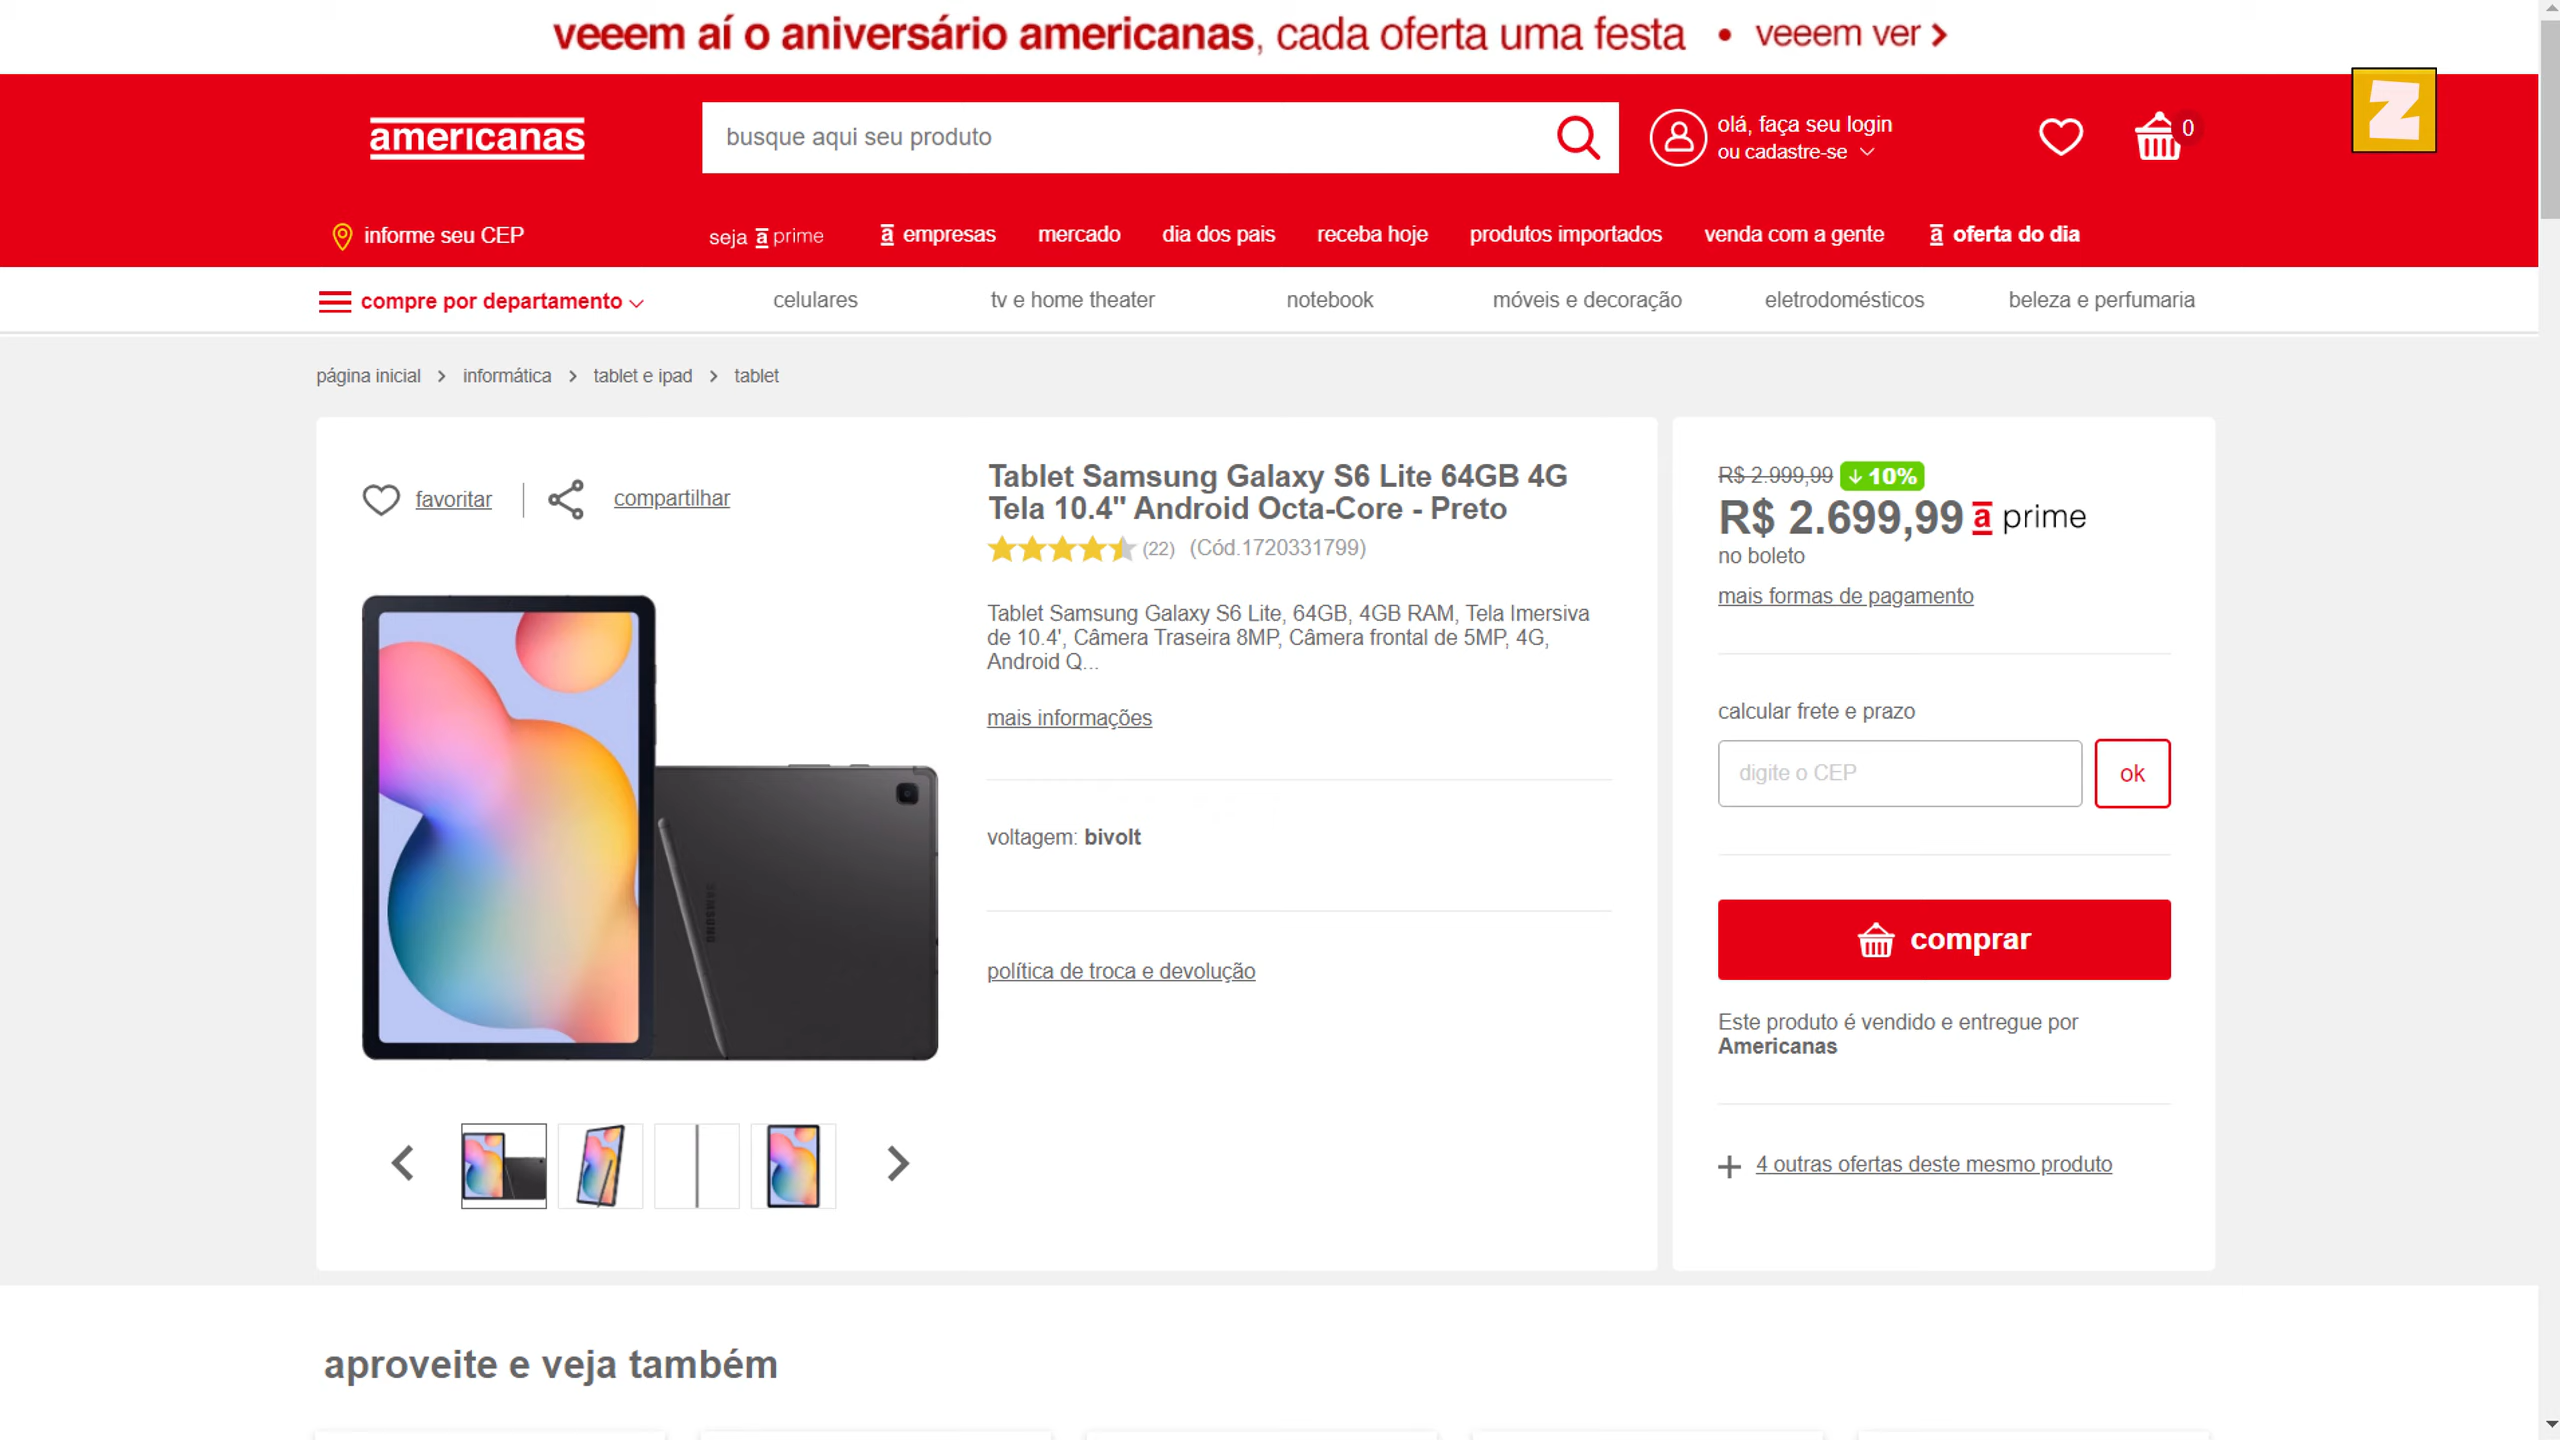 veeem aí o aniversário americanas, cada oferta uma festa • veeem ver >
americanas
busque aqui seu produto
olá, faça seu login
ou cadastre-se
0
Z
informe seu CEP
seja a prime
a empresas
mercado
dia dos pais
receba hoje
produtos importados
venda com a gente
a oferta do dia
compre por departamento
celulares
tv e home theater
notebook
móveis e decoração
eletrodomésticos
beleza e perfumaria
página inicial > informática > tablet e ipad > tablet
favoritar
compartilhar
SAMSUNG
Tablet Samsung Galaxy S6 Lite 64GB 4G
Tela 10.4" Android Octa-Core - Preto
(22) (Cód.1720331799)
Tablet Samsung Galaxy S6 Lite, 64GB, 4GB RAM, Tela Imersiva
de 10.4', Câmera Traseira 8MP, Câmera frontal de 5MP, 4G,
Android Q...
mais informações
voltagem: bivolt
política de troca e devolução
R$ 2.999,99 10%
R$ 2.699,99 a prime
no boleto
mais formas de pagamento
calcular frete e prazo
digite o CEP
ok
comprar
Este produto é vendido e entregue por
Americanas
+ 4 outras ofertas deste mesmo produto
aproveite e veja também